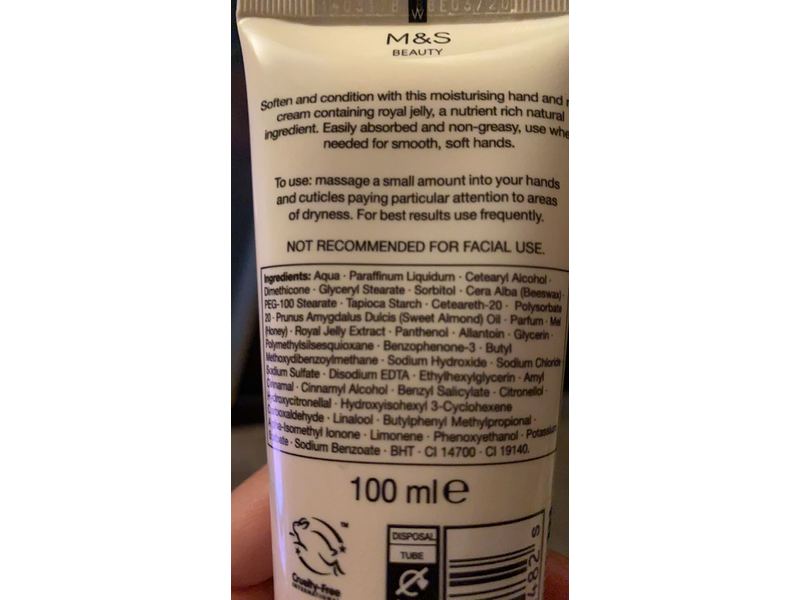 M&S
BEAUTY
Soften and condition with this moisturising hand and
cream containing royal jelly, a nutrient rich natural
ingredient. Easily absorbed and non-greasy, use
needed for smooth, soft hands.
To use: massage a small amount into your hands
and cuticles paying particular attention to areas
of dryness. For best results use frequently.
NOT RECOMMENDED FOR FACIAL USE.
Ingredients: Aqua · Paraffinum Liquidum · Cetearyl Alcohol ·
Dimethicone · Glyceryl Stearate · Sorbitol · Cera Alba (Beeswax) ·
PEG-100 Stearate · Tapioca Starch · Ceteareth-20 · Polysorbate
20 · Prunus Amygdalus Dulcis (Sweet Almond) Oil · Parfum · Mel
(Honey) · Royal Jelly Extract · Panthenol · Allantoin · Glycerin ·
Polymethylsilsesquioxane · Benzophenone-3 · Butyl
Methoxydibenzoylmethane · Sodium Hydroxide · Sodium Chloride
Sodium Sulfate · Disodium EDTA · Ethylhexylglycerin · Amyl
Cinnamal · Cinnamyl Alcohol · Benzyl Salicylate · Citronellol ·
Hydroxycitronellal · Hydroxyisohexyl 3-Cyclohexene
Carboxaldehyde · Linalool · Butylphenyl Methylpropional ·
Alpha-Isomethyl Ionone · Limonene · Phenoxyethanol · Potassium
Sorbate · Sodium Benzoate · BHT · CI 14700 · CI 19140.
100 ml e
™
Cruelty-Free
INTERNATIONAL
DISPOSAL
TUBE